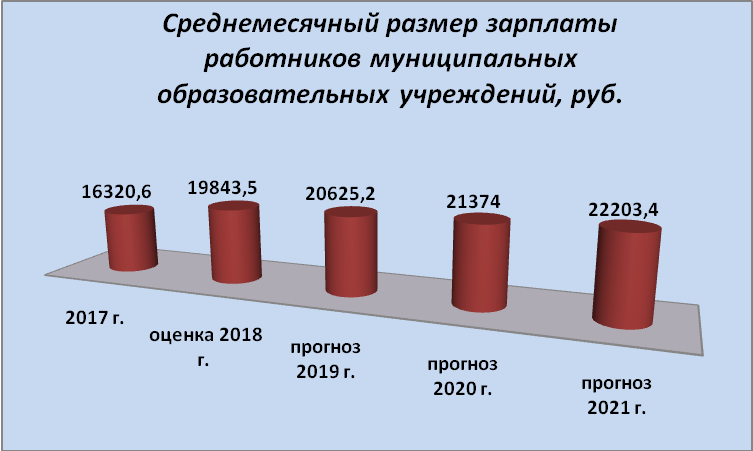 Среднемесячный размер зарплаты
работников муниципальных
образовательных учреждений, руб.
16320,6
19843,5
20625,2
21374
22203,4
2017 г.
оценка 2018
г.
прогноз
2019 г.
прогноз
2020 г.
прогноз
2021 г.